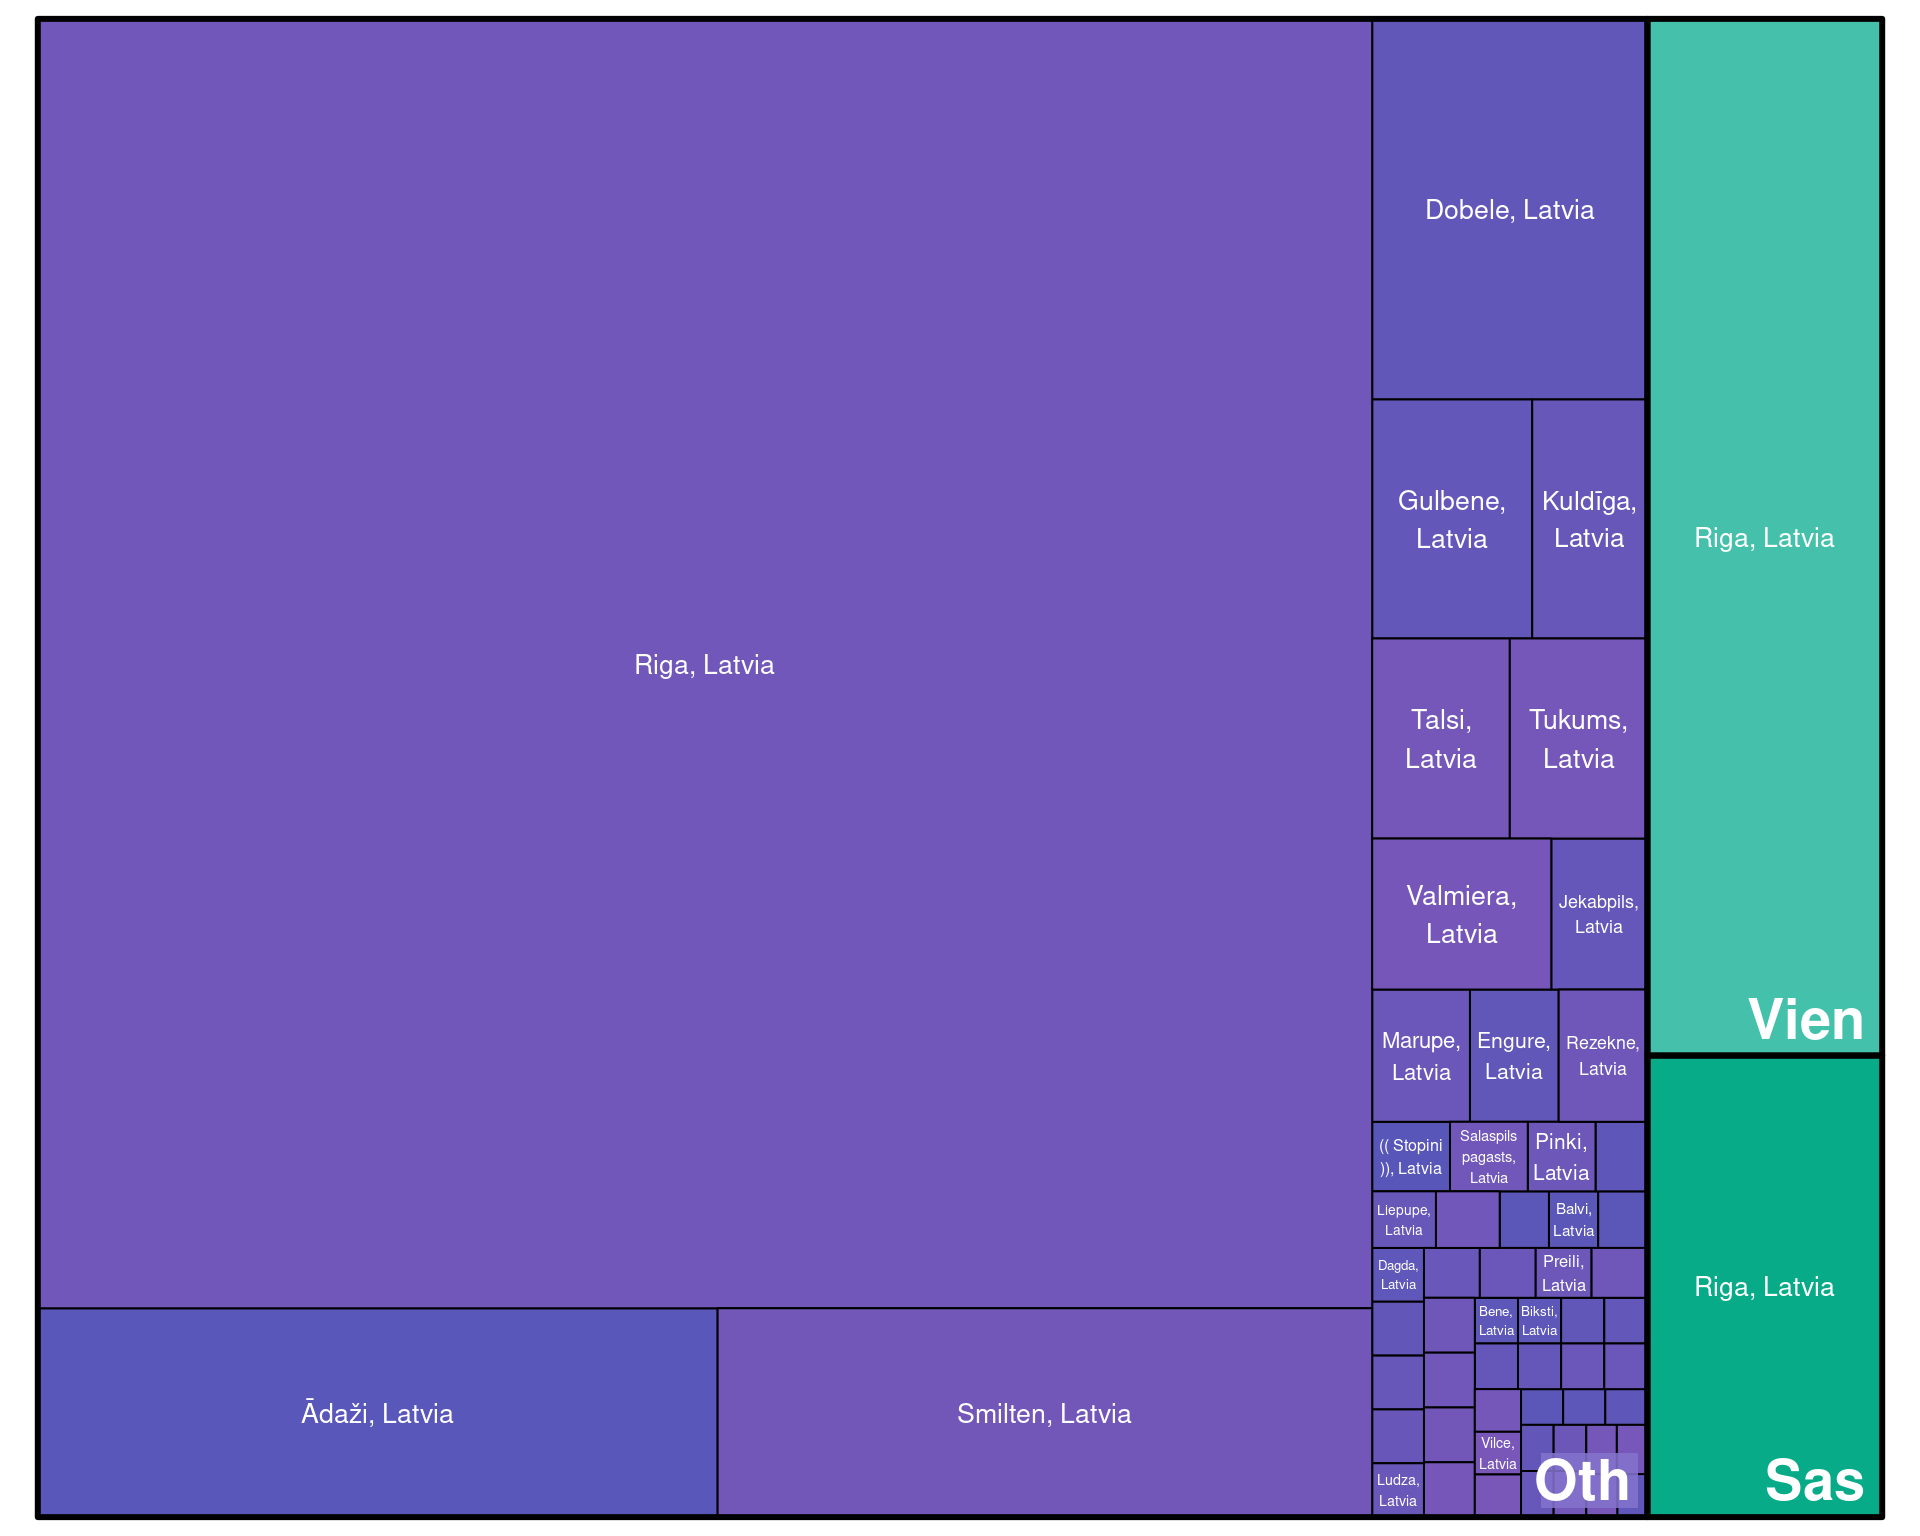 Riga, Latvia
Ādaži, Latvia
Smilten, Latvia
Dobele, Latvia
Gulbene,
Latvia
Kuldīga,
Latvia
Talsi,
Latvia
Tukums,
Latvia
Valmiera,
Latvia
Jekabpils,
Latvia
Marupe,
Latvia
Engure,
Latvia
Rezekne,
Latvia
(( Stopini
)), Latvia
Salaspils
pagasts,
Latvia
Pinki,
Latvia
Liepupe,
Latvia
Balvi,
Latvia
Dagda,
Latvia
Preili,
Latvia
Bene,
Latvia
Biksti,
Latvia
Vilce,
Latvia
Ludza,
Latvia
Oth
Riga, Latvia
Vien
Riga, Latvia
Sas